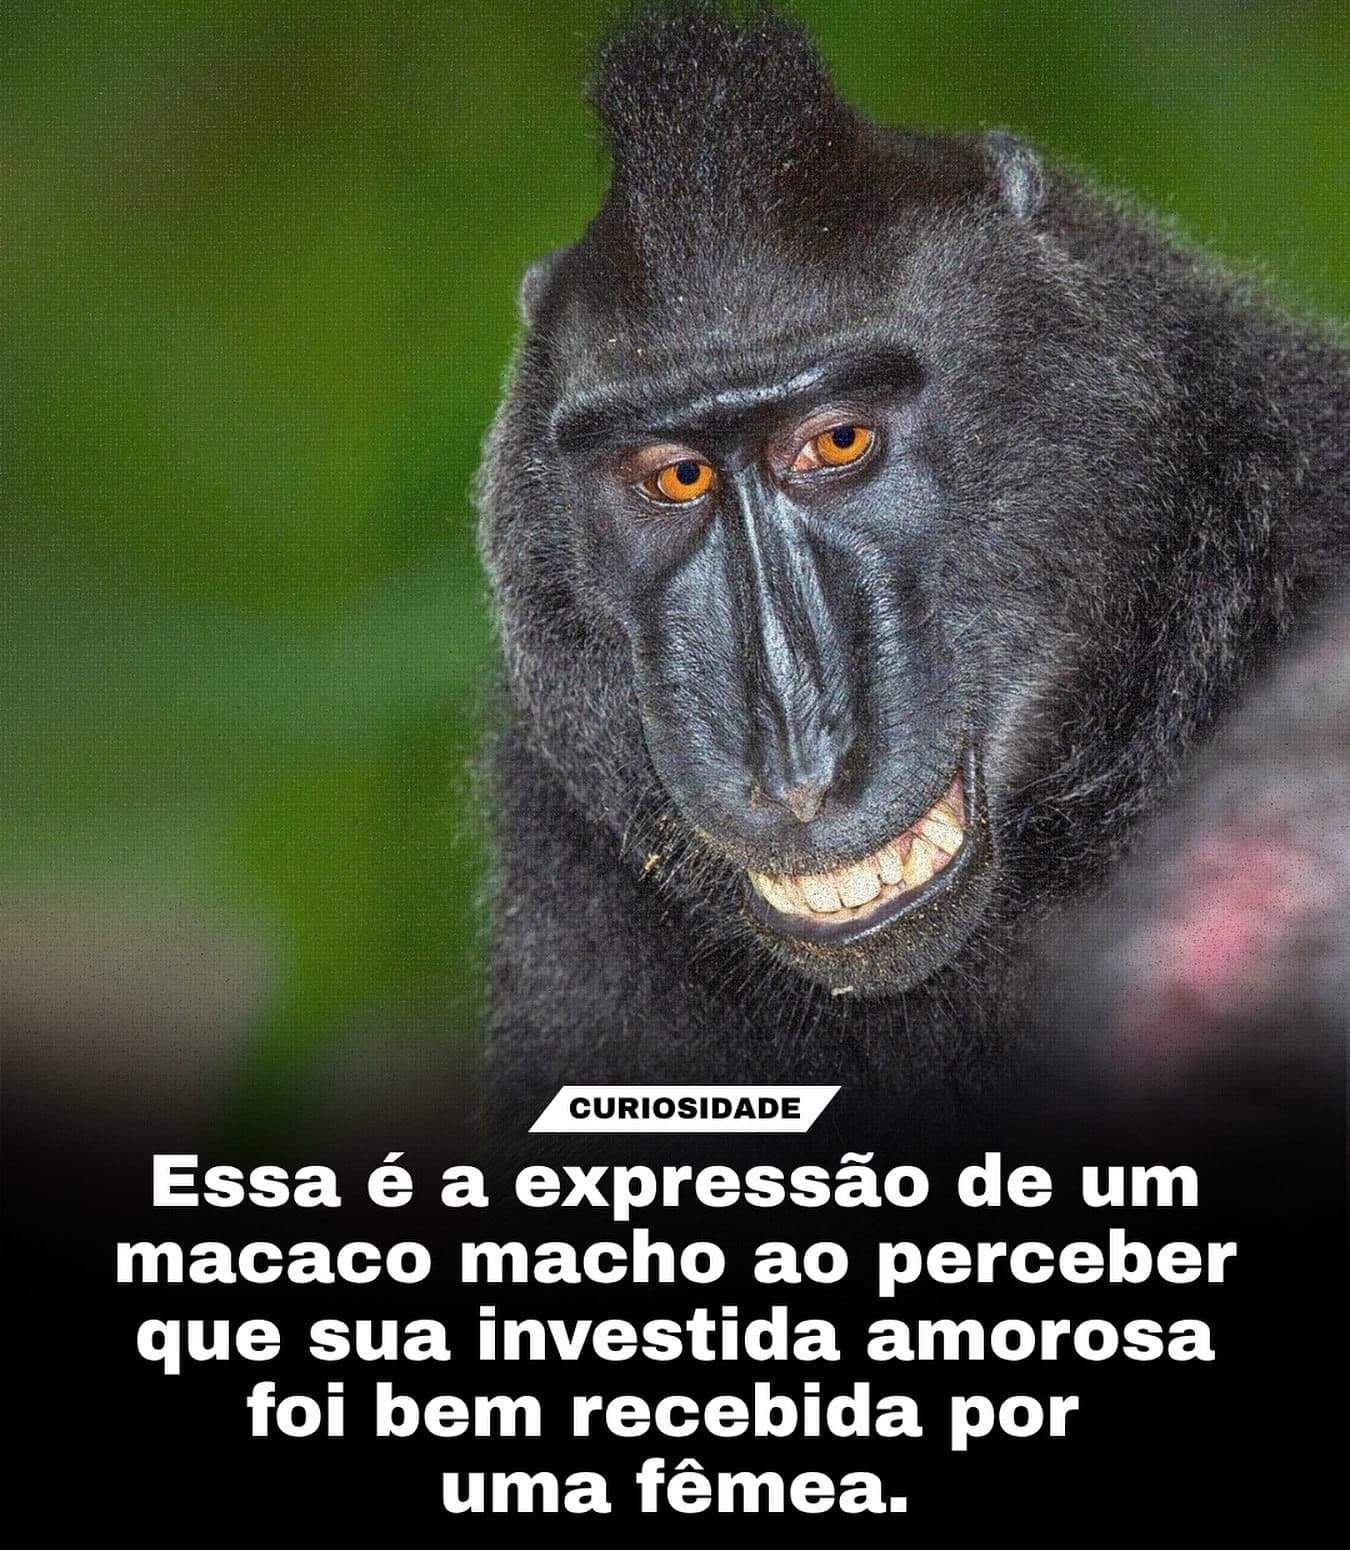 CURIOSIDADE
Essa é a expressão de um
macaco macho ao perceber
que sua investida amorosa
foi bem recebida por
uma fêmea.